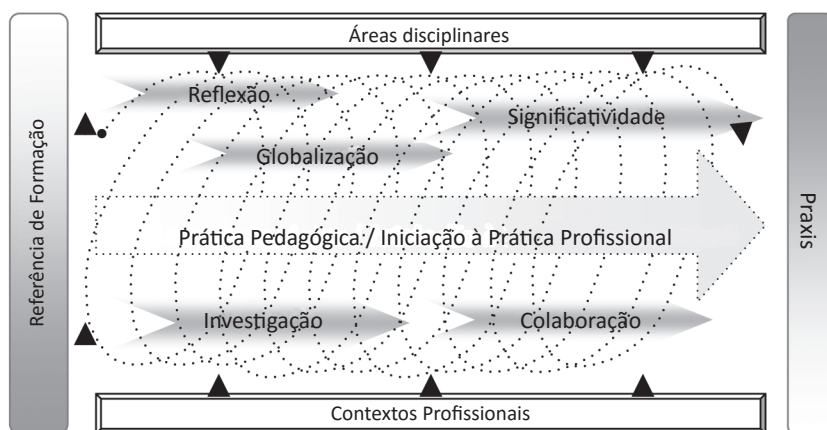 Áreas disciplinares
Referência de Formação
Reflexão
Significatividade
Globalização
Prática Pedagógica / Iniciação à Prática Profissional
Investigação
Colaboração
Praxis
Contextos Profissionais